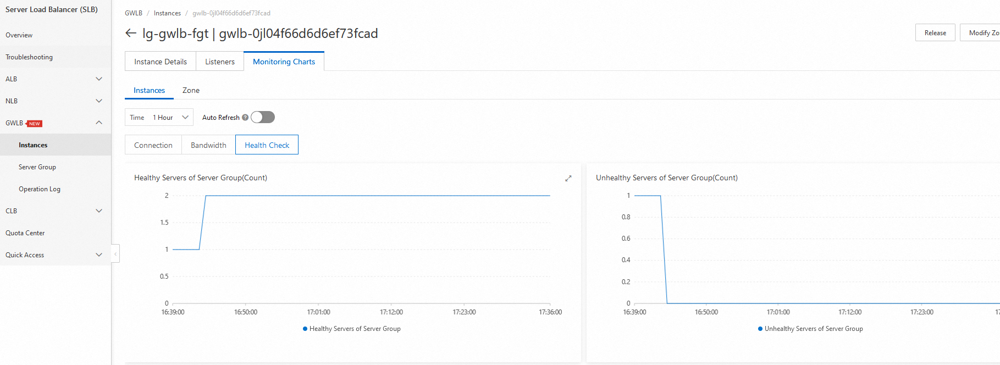 Server Load Balancer (SLB)
Overview
Troubleshooting
ALB
NLB
GWLB NEW
Instances
Server Group
Operation Log
CLB
Quota Center
Quick Access
GWLB / Instances / gwlb-0jl04f66d6d6ef73fcad
lg-gwlb-fgt | gwlb-0jl04f66d6d6ef73fcad
Release
Modify Zo
Instance Details Listeners Monitoring Charts
Instances Zone
Time 1 Hour Auto Refresh ?
Connection Bandwidth Health Check
Healthy Servers of Server Group(Count)
2
1.5
1
0.5
0
16:39:00 16:50:00 17:01:00 17:12:00 17:23:00 17:36:00
Healthy Servers of Server Group
Unhealthy Servers of Server Group(Count)
1
0.8
0.6
0.4
0.2
0
16:39:00 16:50:00 17:01:00 17:12:00 17:23:00 17
Unhealthy Servers of Server Group